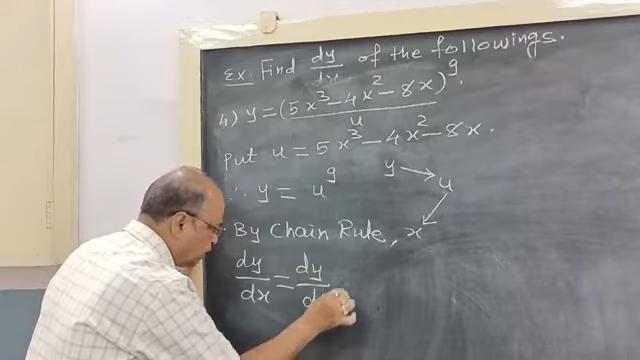 Ex. Find dy/dx of the followings.
4) y = (5x³ - 4x² - 8x)⁹.
u
Put u = 5x³ - 4x² - 8x.
∴ y = u⁹ y → u
By Chain Rule, x
dy/dx = dy/d